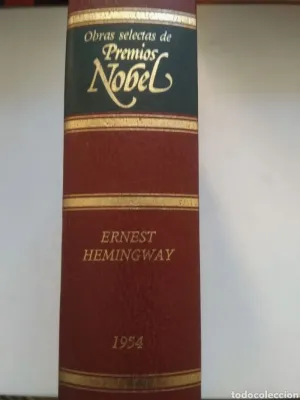 Obras selectas de
Premios
Nobel
ERNEST
HEMINGWAY
1954
todocoleccion